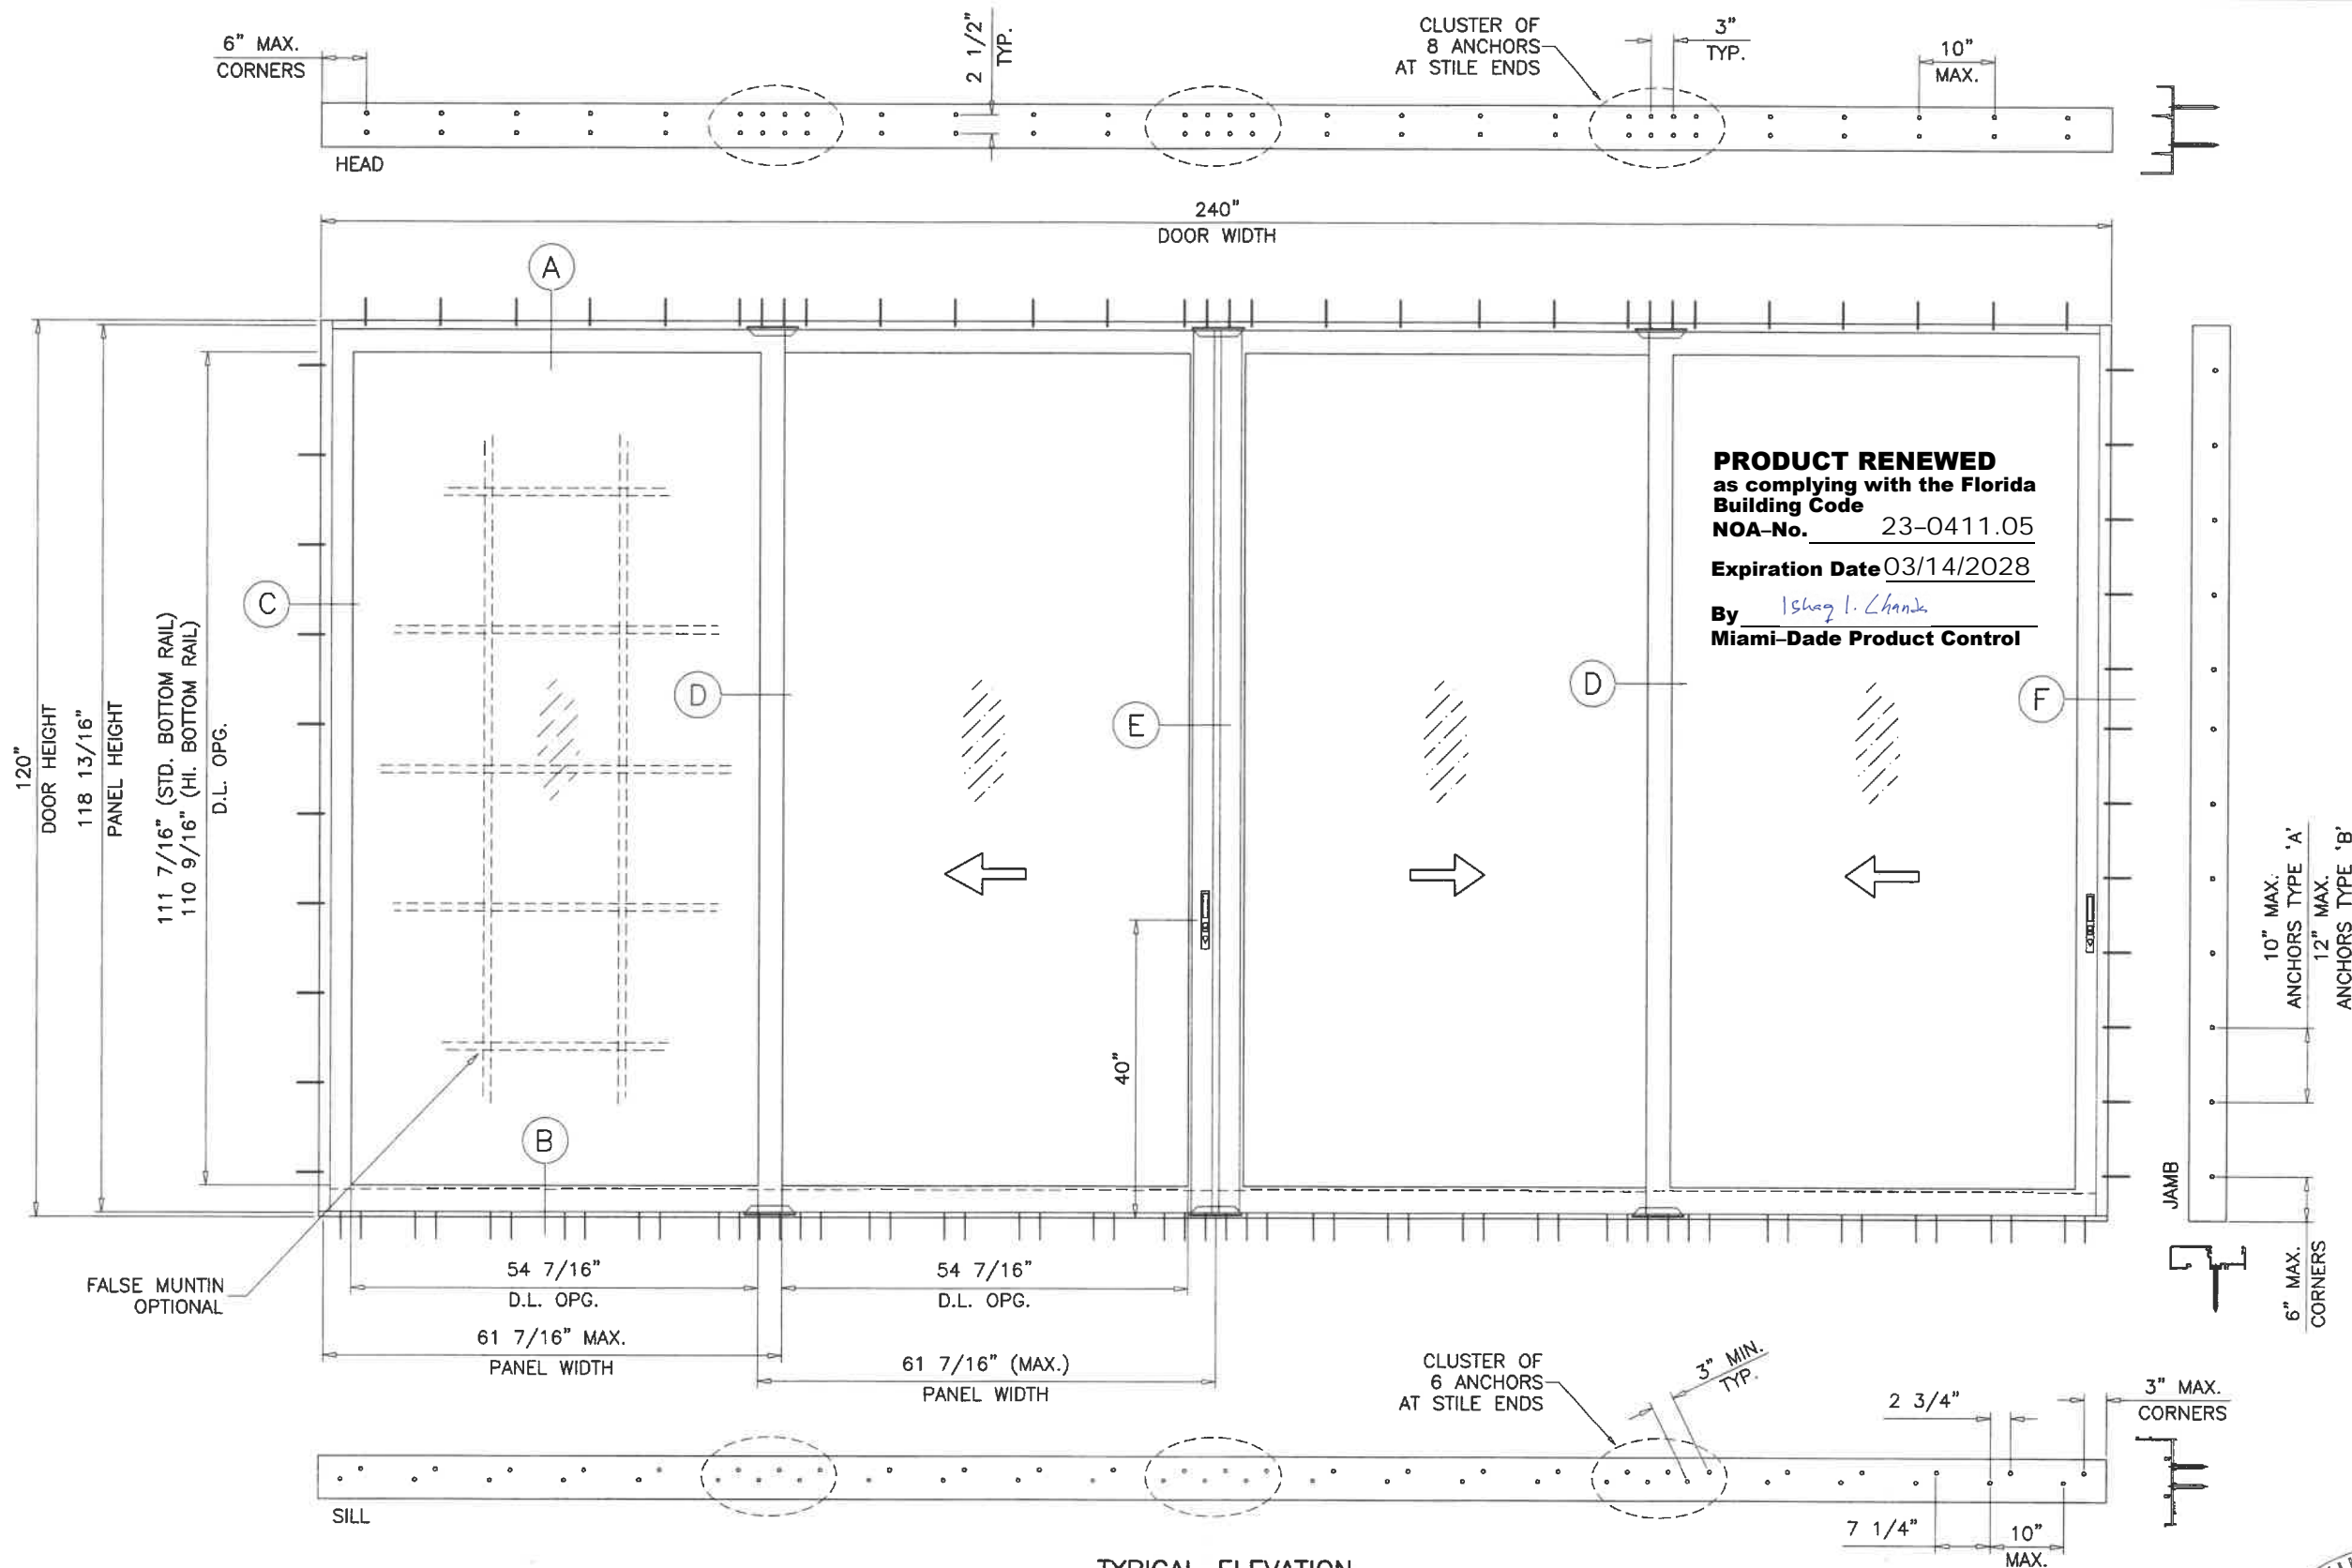 6" MAX.
CORNERS
2 1/2"
TYP.
CLUSTER OF
8 ANCHORS
AT STILE ENDS
3"
TYP.
10"
MAX.
HEAD
240"
DOOR WIDTH
A
C
D
E
D
F
B
PRODUCT RENEWED
as complying with the Florida
Building Code
NOA–No. 23–0411.05
Expiration Date 03/14/2028
By Ishaq I. Chanda
Miami–Dade Product Control
120"
DOOR HEIGHT
118 13/16"
PANEL HEIGHT
111 7/16" (STD. BOTTOM RAIL)
110 9/16" (HI. BOTTOM RAIL)
D.L. OPG.
40"
10" MAX.
ANCHORS TYPE 'A'
12" MAX.
ANCHORS TYPE 'B'
JAMB
6" MAX.
CORNERS
FALSE MUNTIN
OPTIONAL
54 7/16"
D.L. OPG.
54 7/16"
D.L. OPG.
61 7/16" MAX.
PANEL WIDTH
61 7/16" (MAX.)
PANEL WIDTH
CLUSTER OF
6 ANCHORS
AT STILE ENDS
3" MIN.
TYP.
2 3/4"
3" MAX.
CORNERS
SILL
7 1/4"
10"
MAX.
TYPICAL ELEVATION